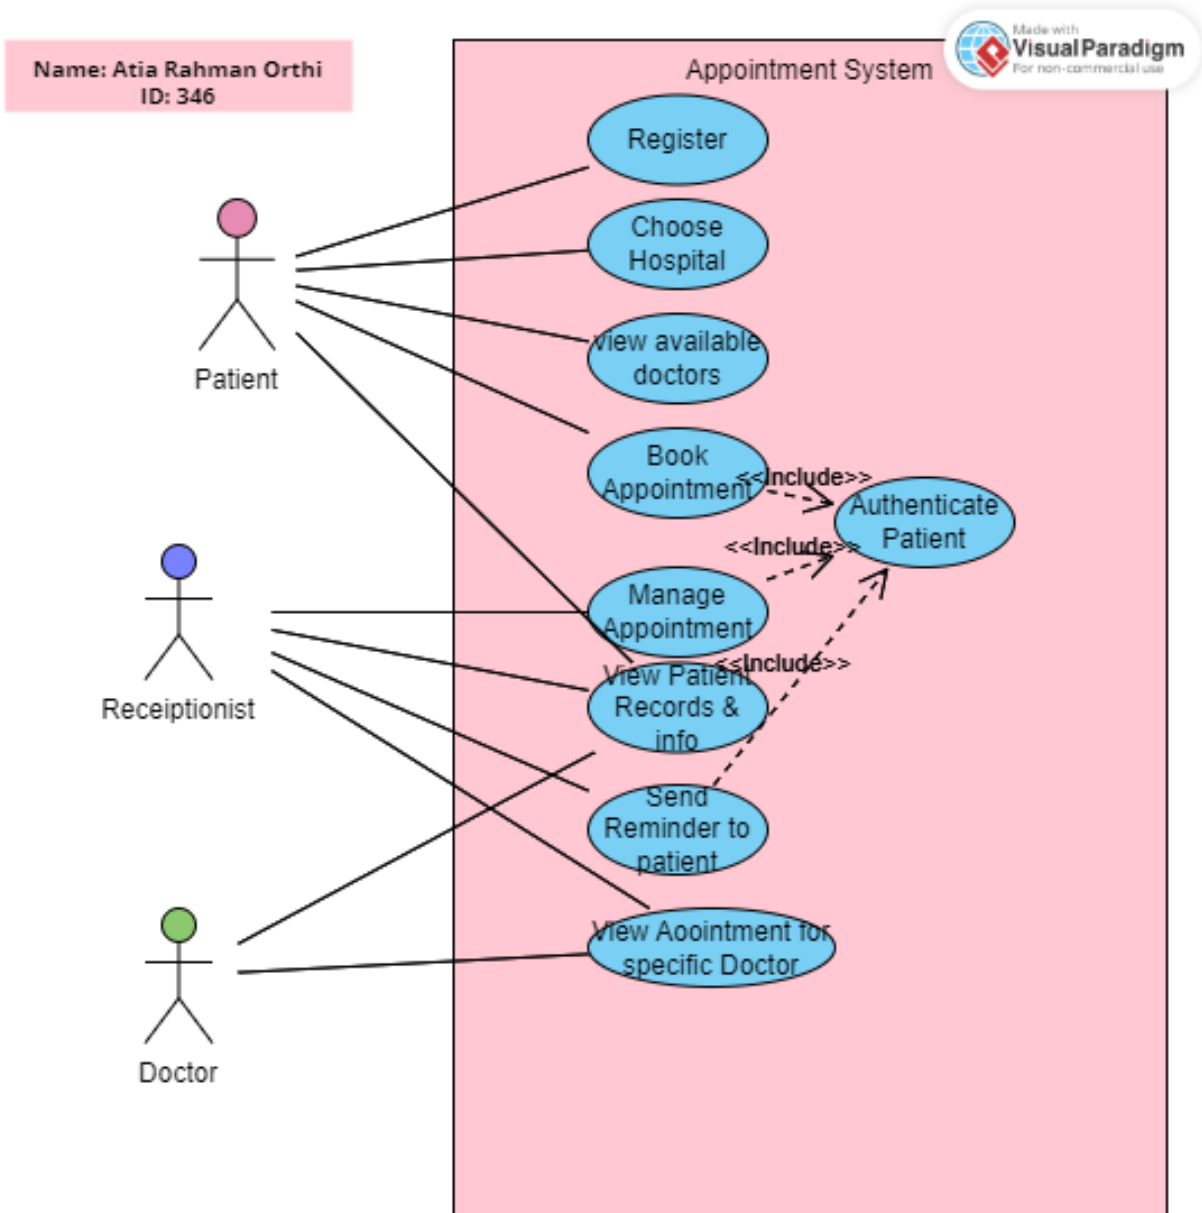 Made with
Visual Paradigm
For non-commercial use
Name: Atia Rahman Orthi
ID: 346
Appointment System
Register
Choose
Hospital
view available
doctors
Book
Appointment
<<Include>>
Authenticate
Patient
<<Include>>
Manage
Appointment
<<Include>>
View Patient
Records &
info
Send
Reminder to
patient
View Aoointment for
specific Doctor
Patient
Receiptionist
Doctor